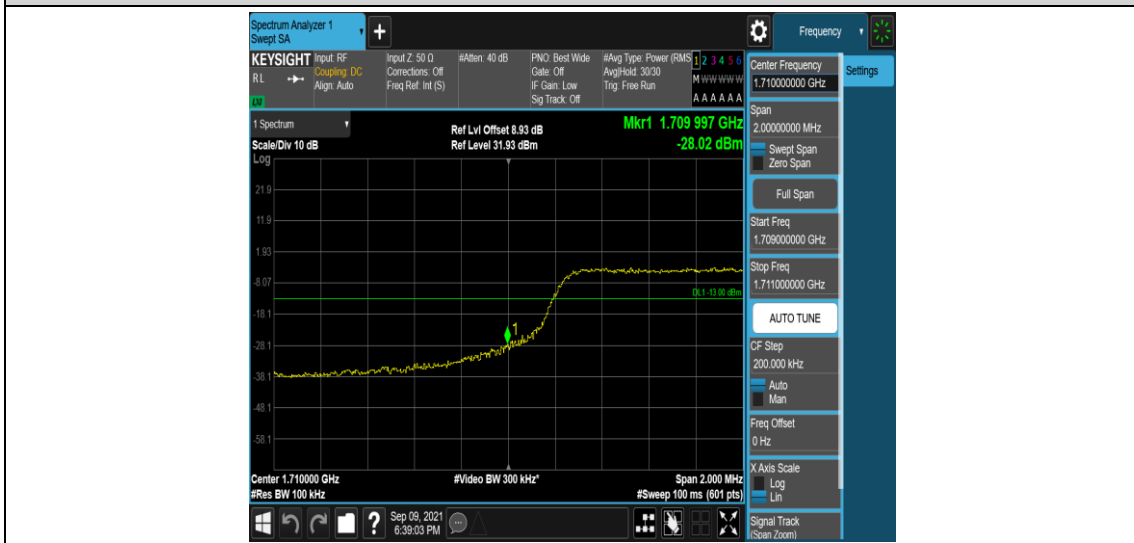 Spectrum Analyzer 1
Swept SA
+
Frequency
KEYSIGHT
RL
LXI
Input: RF
Coupling: DC
Align: Auto
Input Z: 50 Ω
Corrections: Off
Freq Ref: Int (S)
#Atten: 40 dB
PNO: Best Wide
Gate: Off
IF Gain: Low
Sig Track: Off
#Avg Type: Power (RMS
Avg|Hold: 30/30
Trig: Free Run
1 2 3 4 5 6
M W W W W W
A A A A A A
1 Spectrum
Scale/Div 10 dB
Ref Lvl Offset 8.93 dB
Ref Level 31.93 dBm
Mkr1 1.709 997 GHz
-28.02 dBm
Log
21.9
11.9
1.93
-8.07
-18.1
-28.1
-38.1
-48.1
-58.1
DL1 -13.00 dBm
1
Center 1.710000 GHz
#Res BW 100 kHz
#Video BW 300 kHz*
Span 2.000 MHz
#Sweep 100 ms (601 pts)
Center Frequency
1.710000000 GHz
Settings
Span
2.00000000 MHz
Swept Span
Zero Span
Full Span
Start Freq
1.709000000 GHz
Stop Freq
1.711000000 GHz
AUTO TUNE
CF Step
200.000 kHz
Auto
Man
Freq Offset
0 Hz
X Axis Scale
Log
Lin
Signal Track
(Span Zoom)
?
Sep 09, 2021
6:39:03 PM